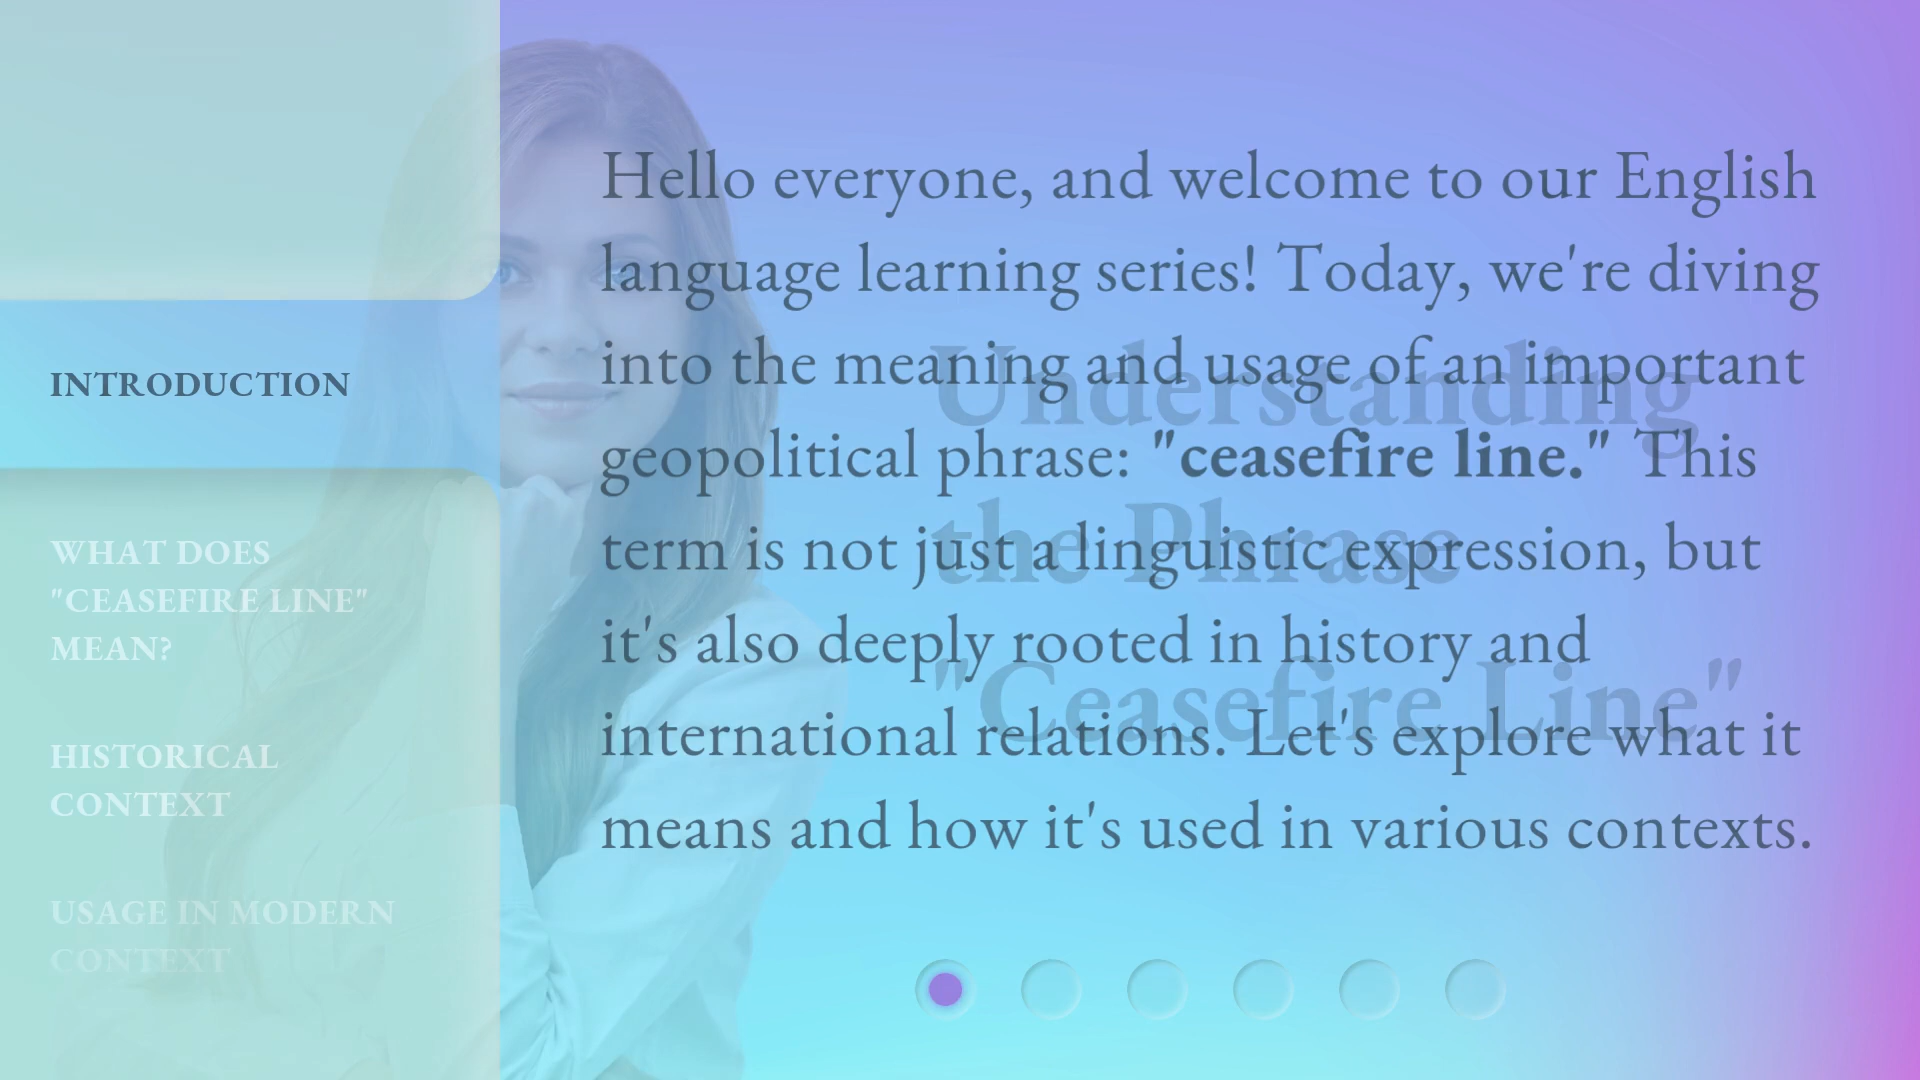 INTRODUCTION
WHAT DOES
"CEASEFIRE LINE"
MEAN?
HISTORICAL
CONTEXT
USAGE IN MODERN
CONTEXT
Hello everyone, and welcome to our English
language learning series! Today, we're diving
into the meaning and usage of an important
geopolitical phrase: "ceasefire line." This
term is not just a linguistic expression, but
it's also deeply rooted in history and
international relations. Let's explore what it
means and how it's used in various contexts.
Understanding
the Phrase
"Ceasefire Line"